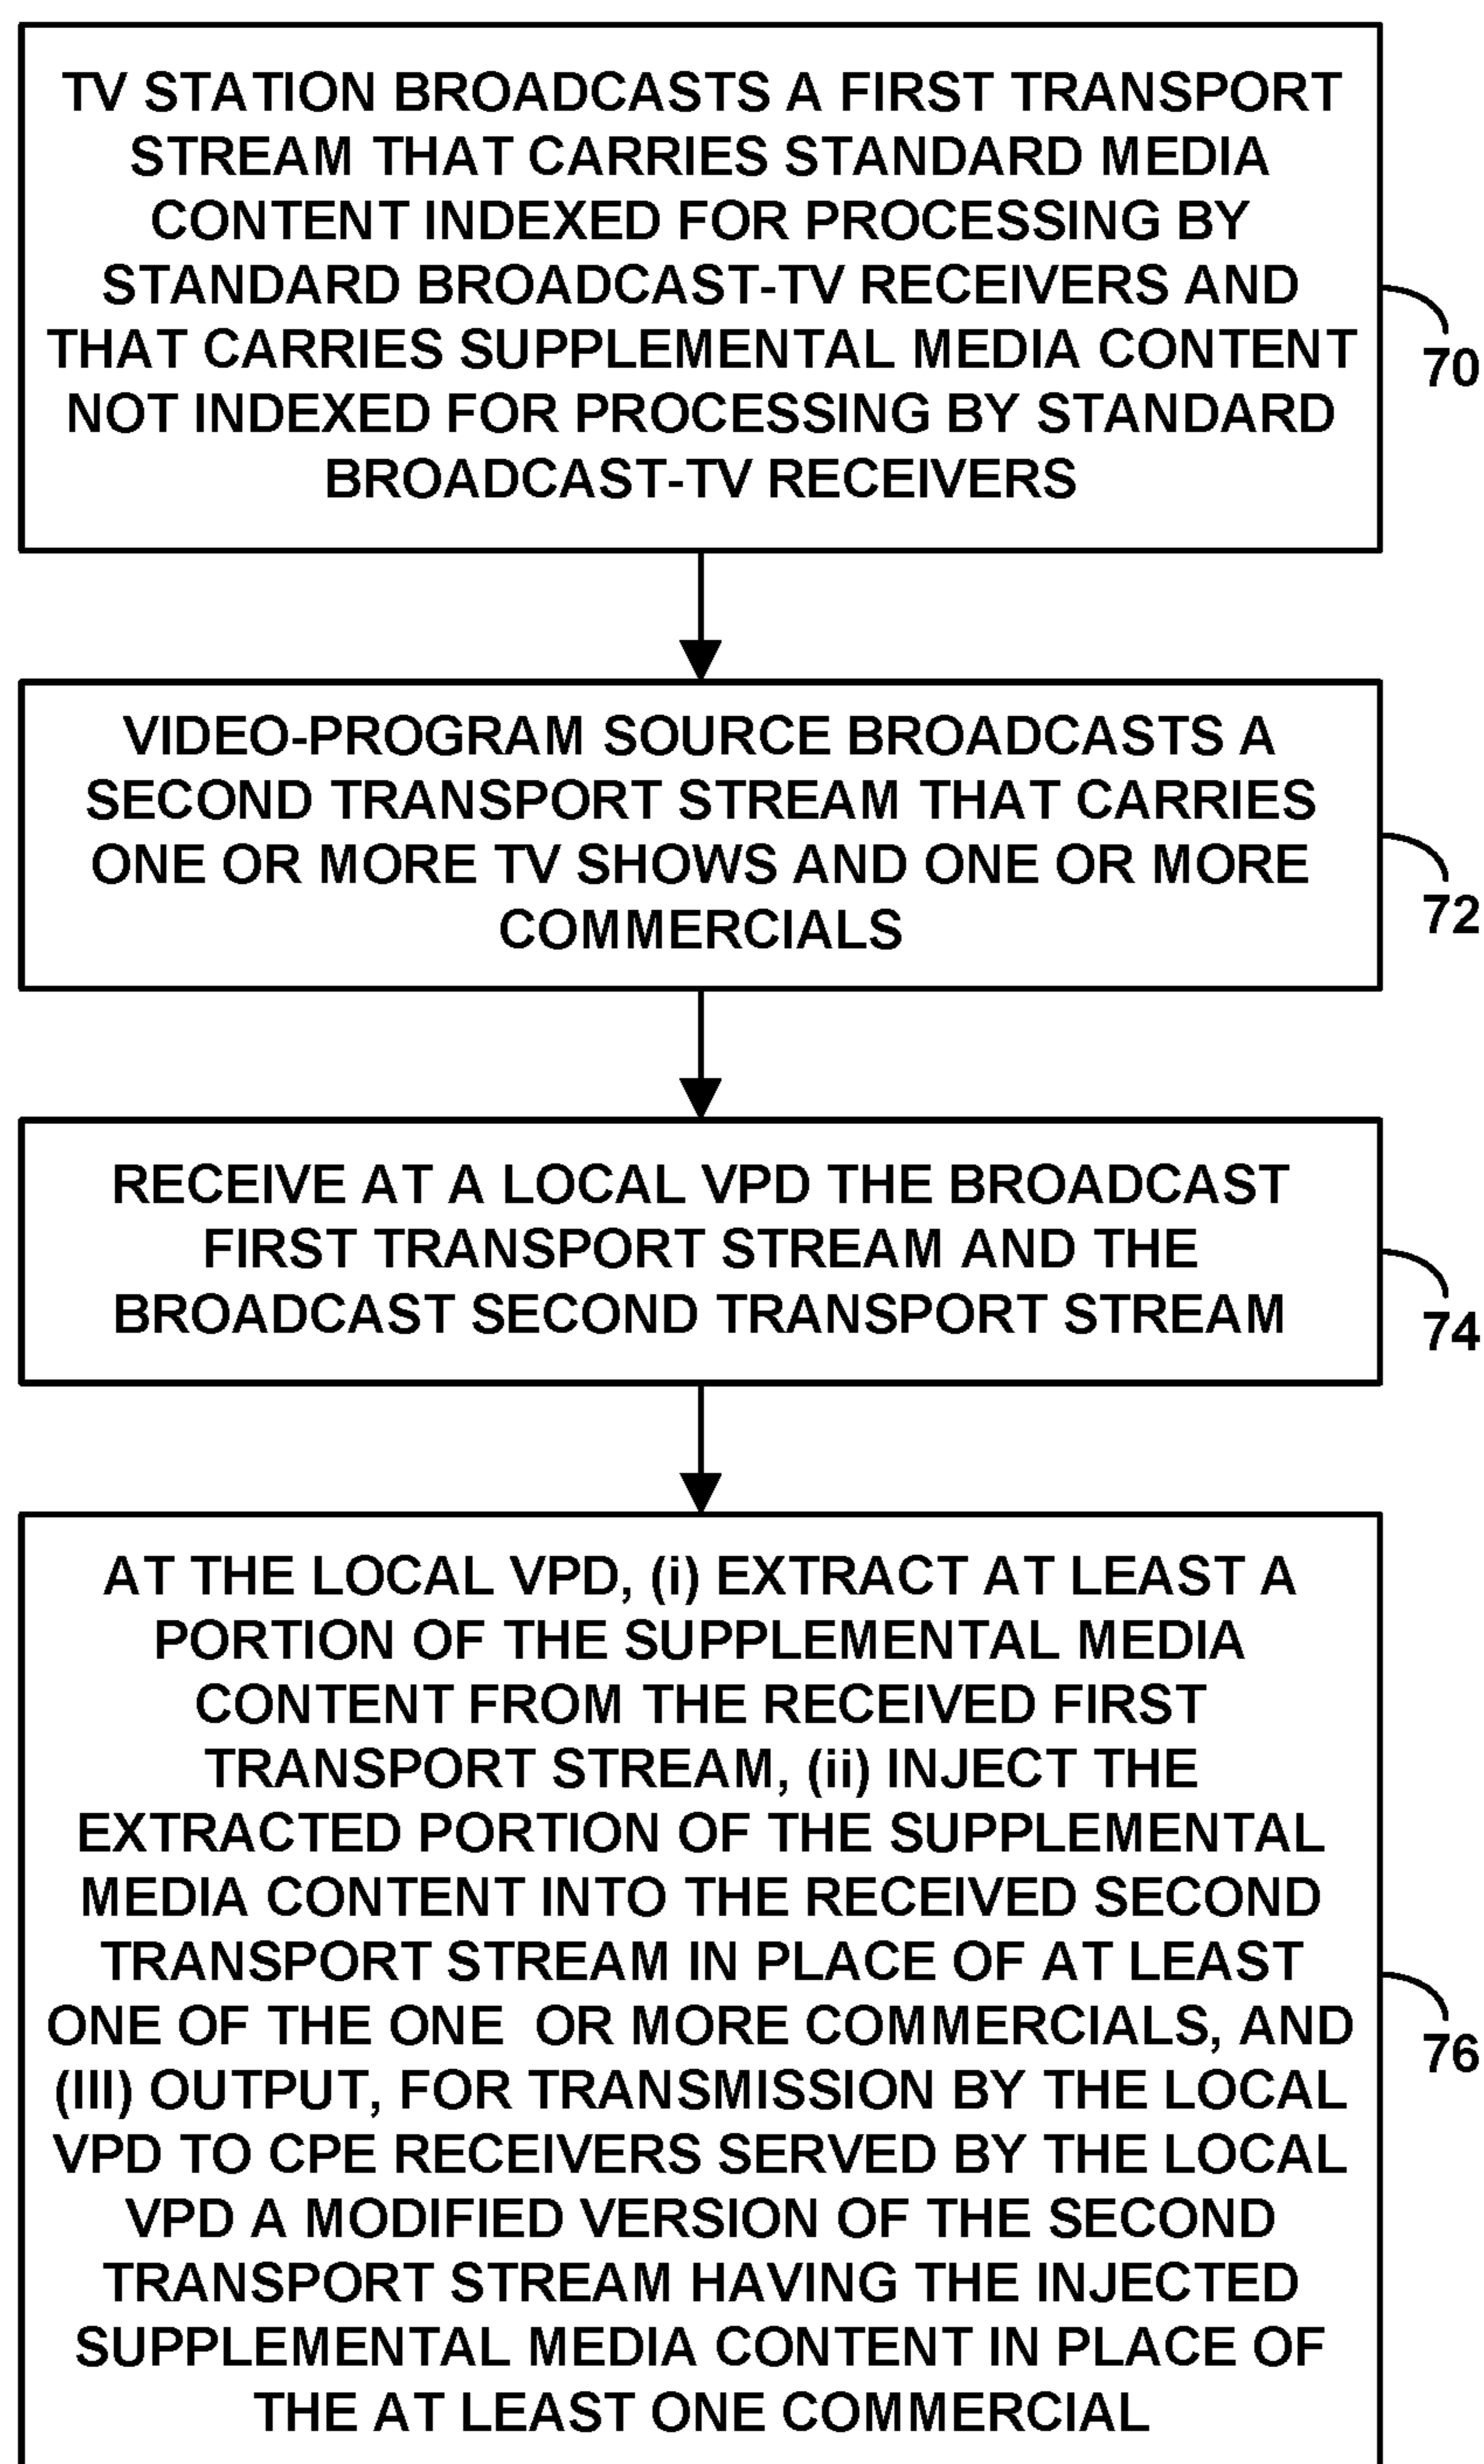 TV STATION BROADCASTS A FIRST TRANSPORT
STREAM THAT CARRIES STANDARD MEDIA
CONTENT INDEXED FOR PROCESSING BY
STANDARD BROADCAST-TV RECEIVERS AND
THAT CARRIES SUPPLEMENTAL MEDIA CONTENT
NOT INDEXED FOR PROCESSING BY STANDARD
BROADCAST-TV RECEIVERS
70
VIDEO-PROGRAM SOURCE BROADCASTS A
SECOND TRANSPORT STREAM THAT CARRIES
ONE OR MORE TV SHOWS AND ONE OR MORE
COMMERCIALS
72
RECEIVE AT A LOCAL VPD THE BROADCAST
FIRST TRANSPORT STREAM AND THE
BROADCAST SECOND TRANSPORT STREAM
74
AT THE LOCAL VPD, (i) EXTRACT AT LEAST A
PORTION OF THE SUPPLEMENTAL MEDIA
CONTENT FROM THE RECEIVED FIRST
TRANSPORT STREAM, (ii) INJECT THE
EXTRACTED PORTION OF THE SUPPLEMENTAL
MEDIA CONTENT INTO THE RECEIVED SECOND
TRANSPORT STREAM IN PLACE OF AT LEAST
ONE OF THE ONE  OR MORE COMMERCIALS, AND
(III) OUTPUT, FOR TRANSMISSION BY THE LOCAL
VPD TO CPE RECEIVERS SERVED BY THE LOCAL
VPD A MODIFIED VERSION OF THE SECOND
TRANSPORT STREAM HAVING THE INJECTED
SUPPLEMENTAL MEDIA CONTENT IN PLACE OF
THE AT LEAST ONE COMMERCIAL
76